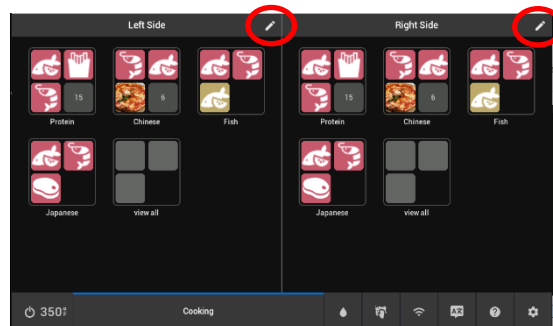 Left Side
Right Side
15
6
15
6
Protein
Chinese
Fish
Protein
Chinese
Fish
Japanese
view all
Japanese
view all
350°
Cooking